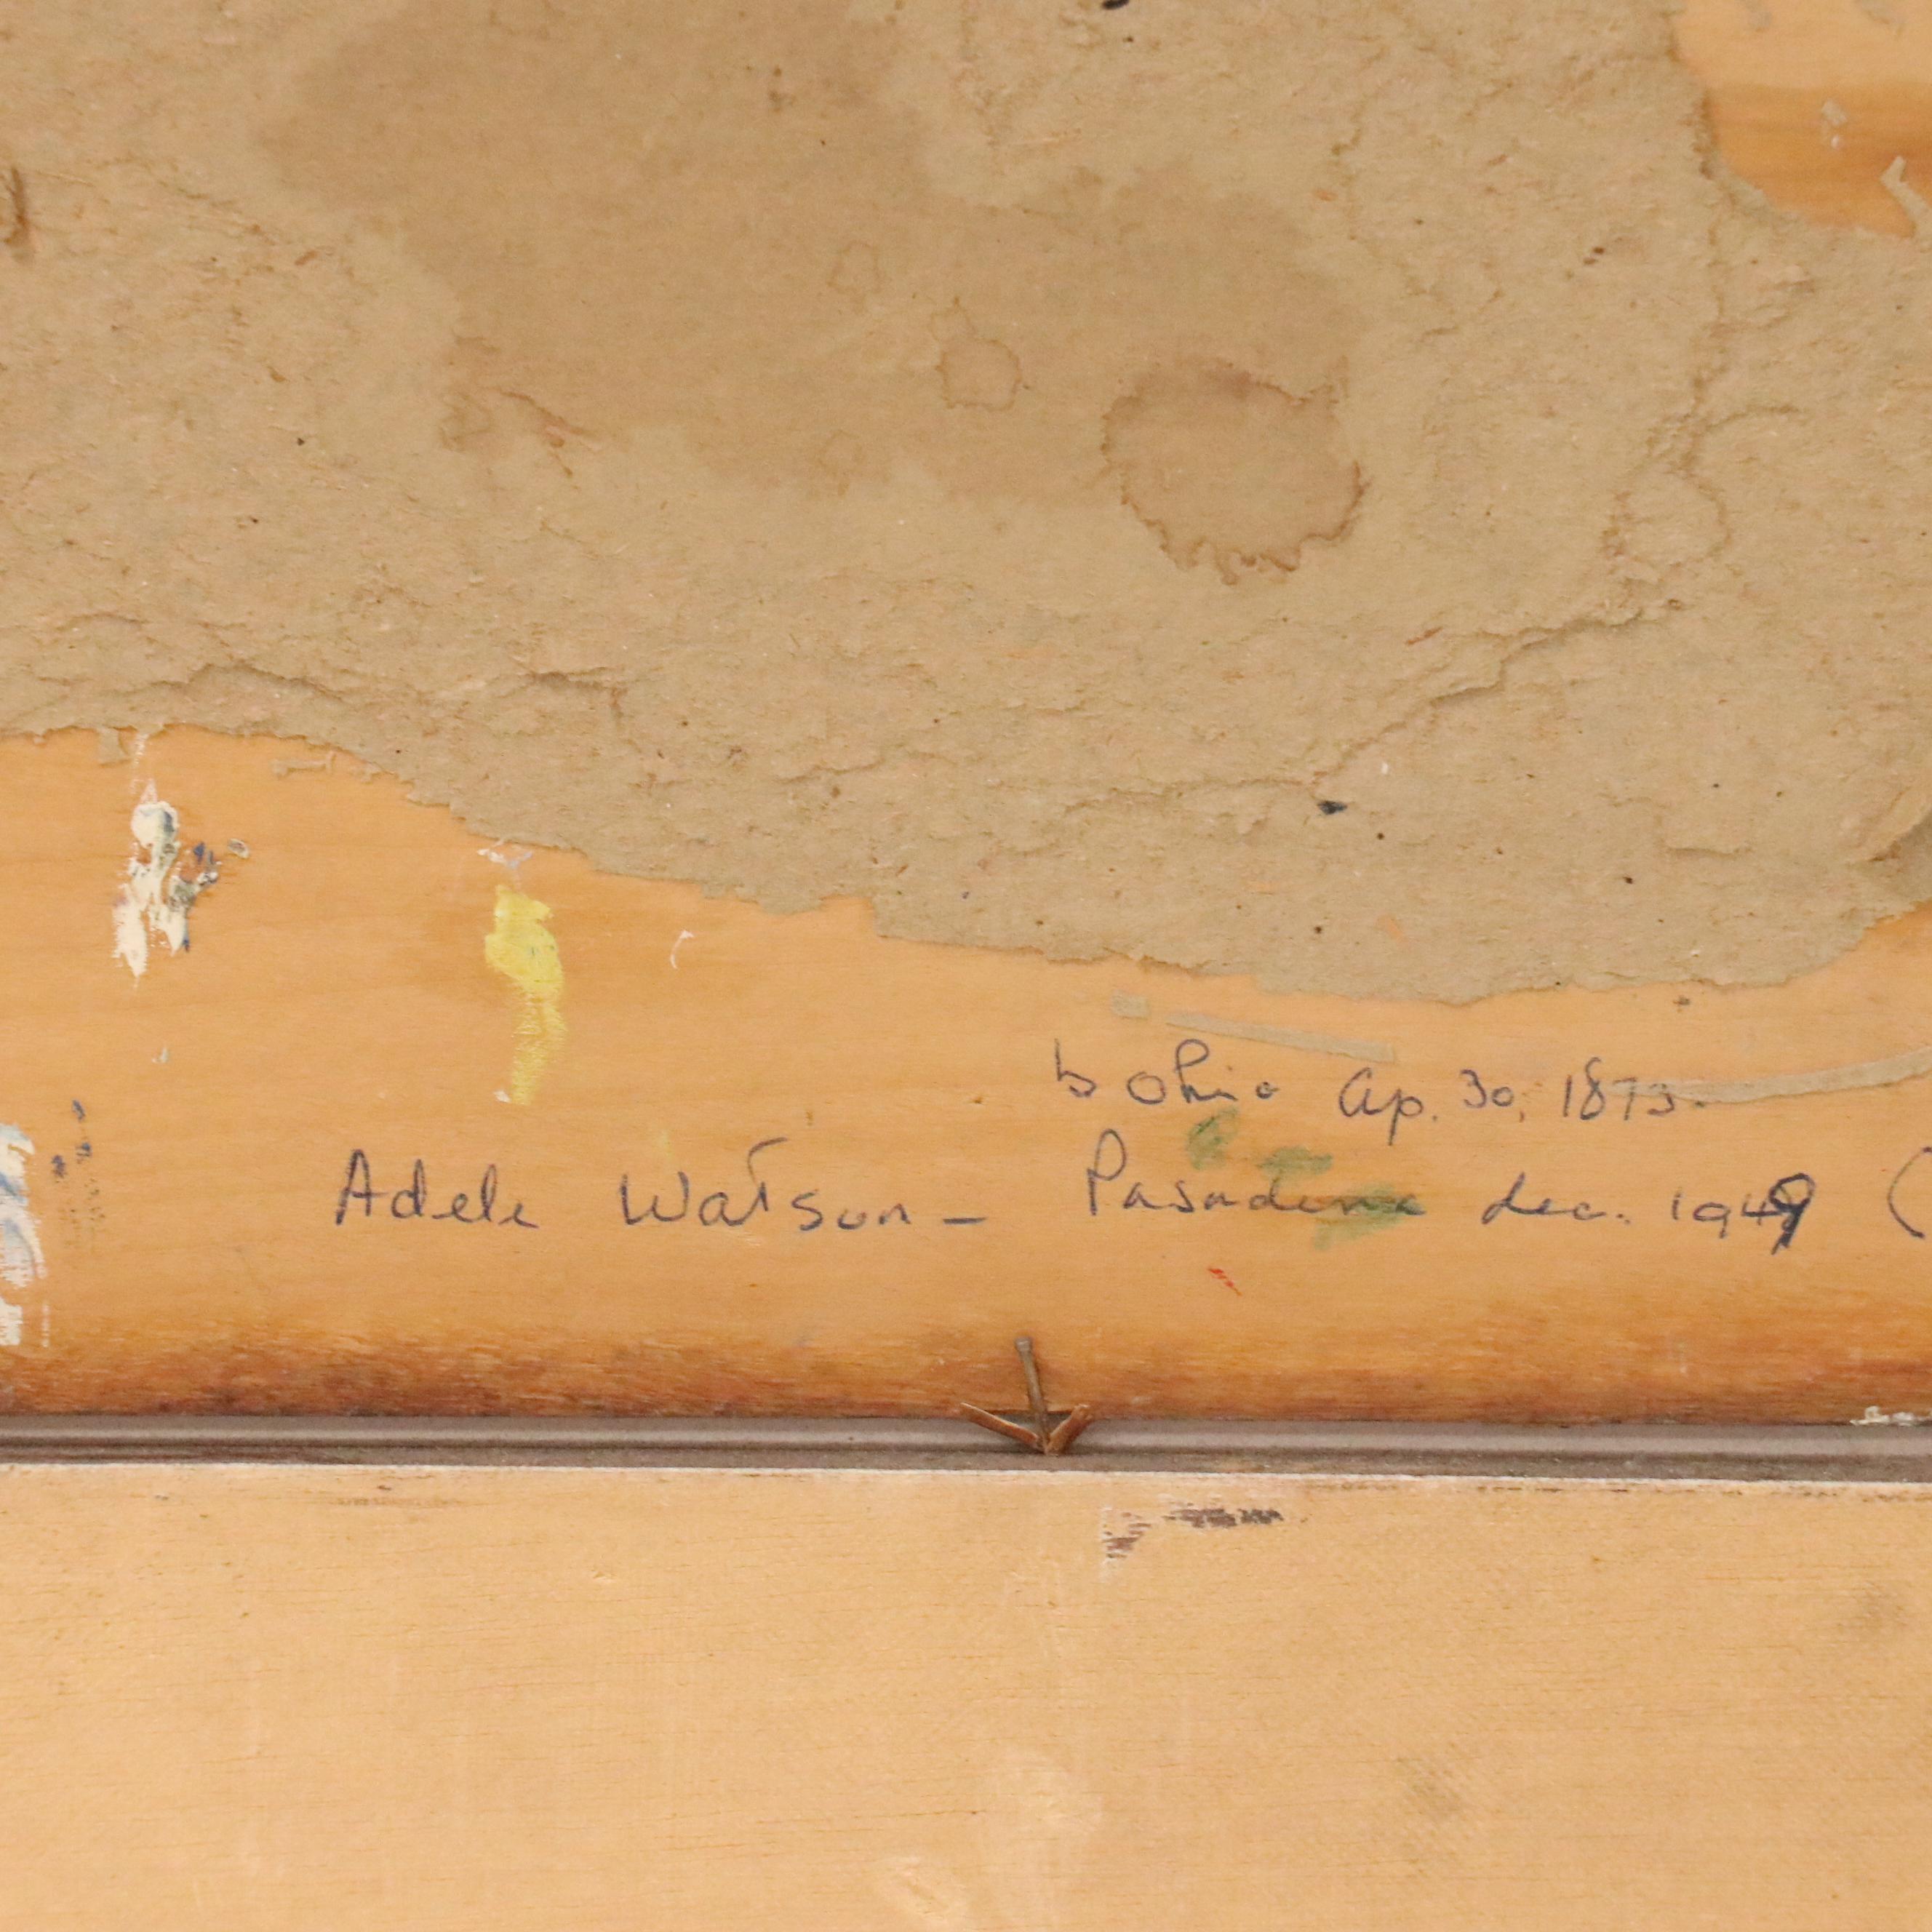 b Ohio Ap. 30, 1873.
Adele Watson - Pasadena Dec. 1949 (